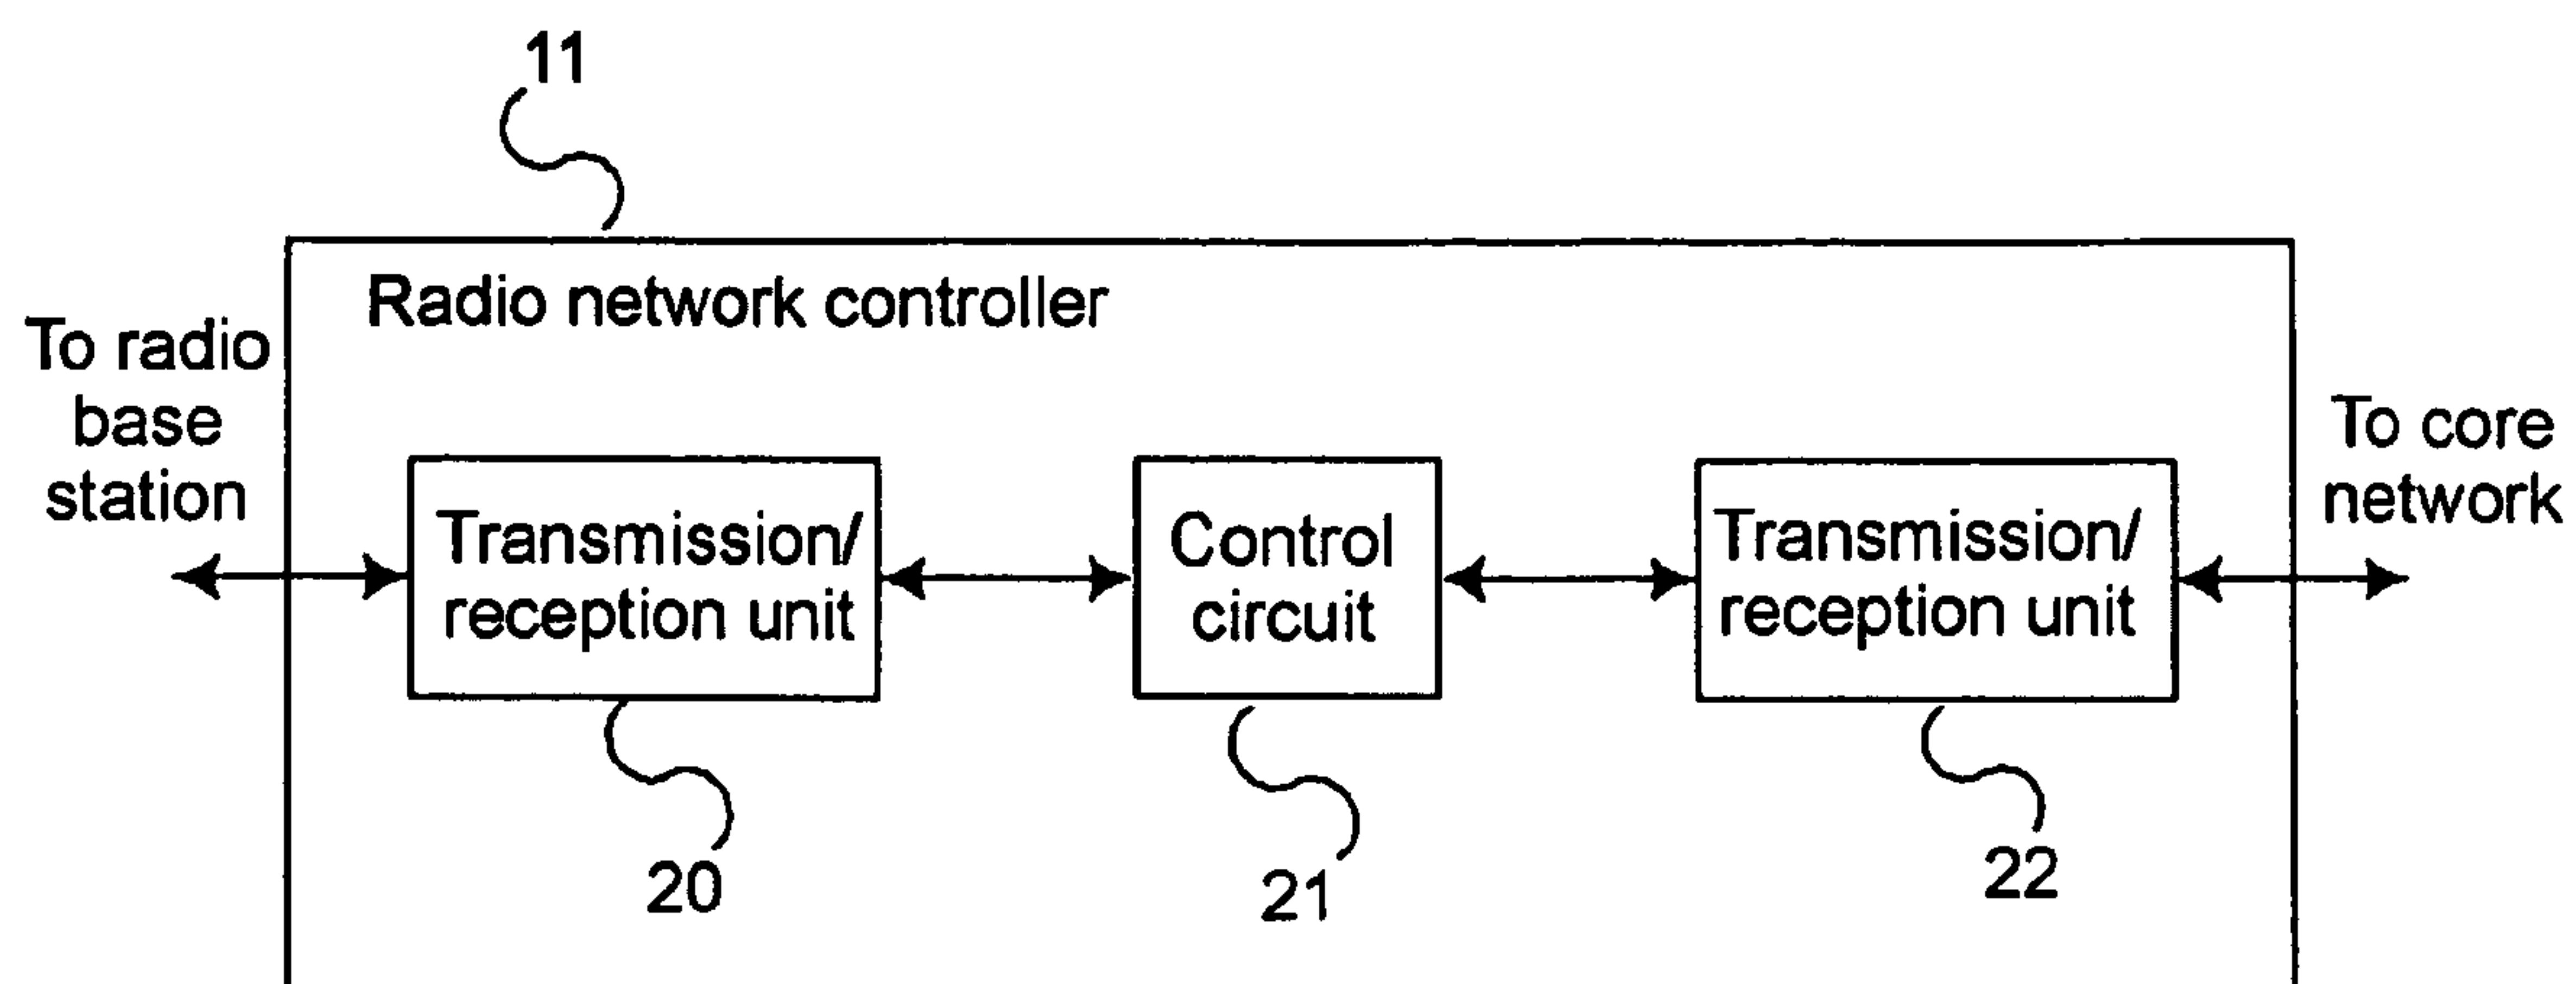 11
Radio network controller
To radio
base
station
Transmission/
reception unit
Control
circuit
Transmission/
reception unit
To core
network
20
21
22